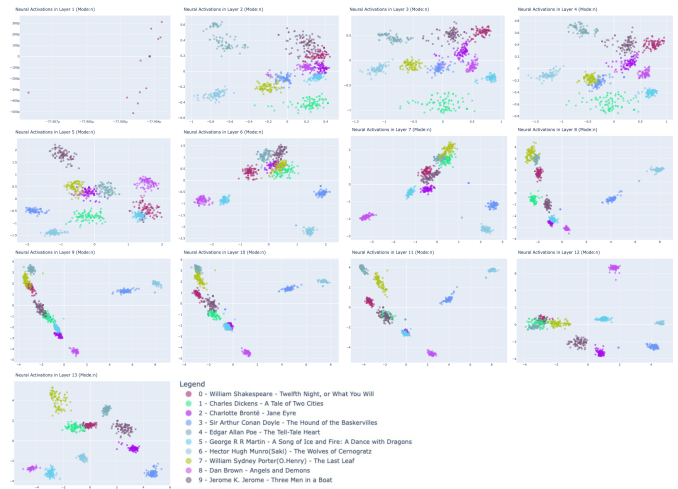 Neural Activations in Layer 1 (Mode:n)
Neural Activations in Layer 2 (Mode:n)
Neural Activations in Layer 3 (Mode:n)
Neural Activations in Layer 4 (Mode:n)
Neural Activations in Layer 5 (Mode:n)
Neural Activations in Layer 6 (Mode:n)
Neural Activations in Layer 7 (Mode:n)
Neural Activations in Layer 8 (Mode:n)
Neural Activations in Layer 9 (Mode:n)
Neural Activations in Layer 10 (Mode:n)
Neural Activations in Layer 11 (Mode:n)
Neural Activations in Layer 12 (Mode:n)
Neural Activations in Layer 13 (Mode:n)
Legend
0 - William Shakespeare - Twelfth Night, or What You Will
1 - Charles Dickens - A Tale of Two Cities
2 - Charlotte Brontë - Jane Eyre
3 - Sir Arthur Conan Doyle - The Hound of the Baskervilles
4 - Edgar Allan Poe - The Tell-Tale Heart
5 - George R R Martin - A Song of Ice and Fire: A Dance with Dragons
6 - Hector Hugh Munro(Saki) - The Wolves of Cernogratz
7 - William Sydney Porter(O.Henry) - The Last Leaf
8 - Dan Brown - Angels and Demons
9 - Jerome K. Jerome - Three Men in a Boat